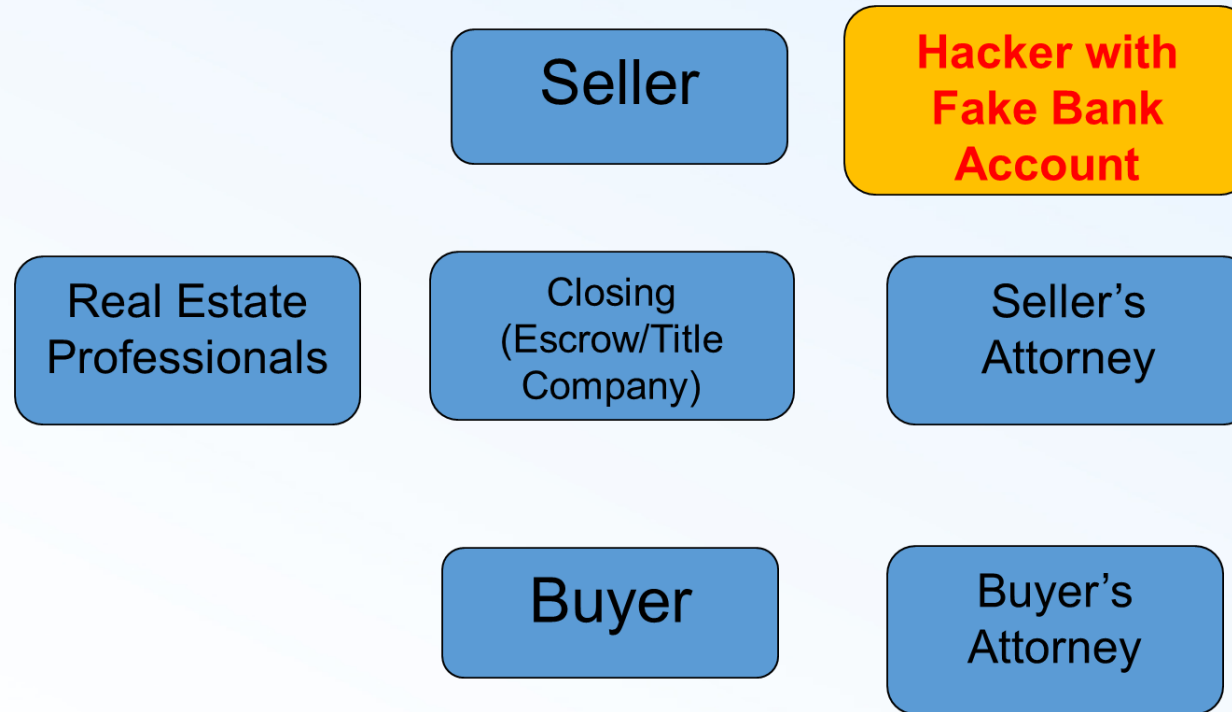 Seller
Hacker with
Fake Bank
Account
Real Estate
Professionals
Closing
(Escrow/Title
Company)
Seller’s
Attorney
Buyer
Buyer’s
Attorney